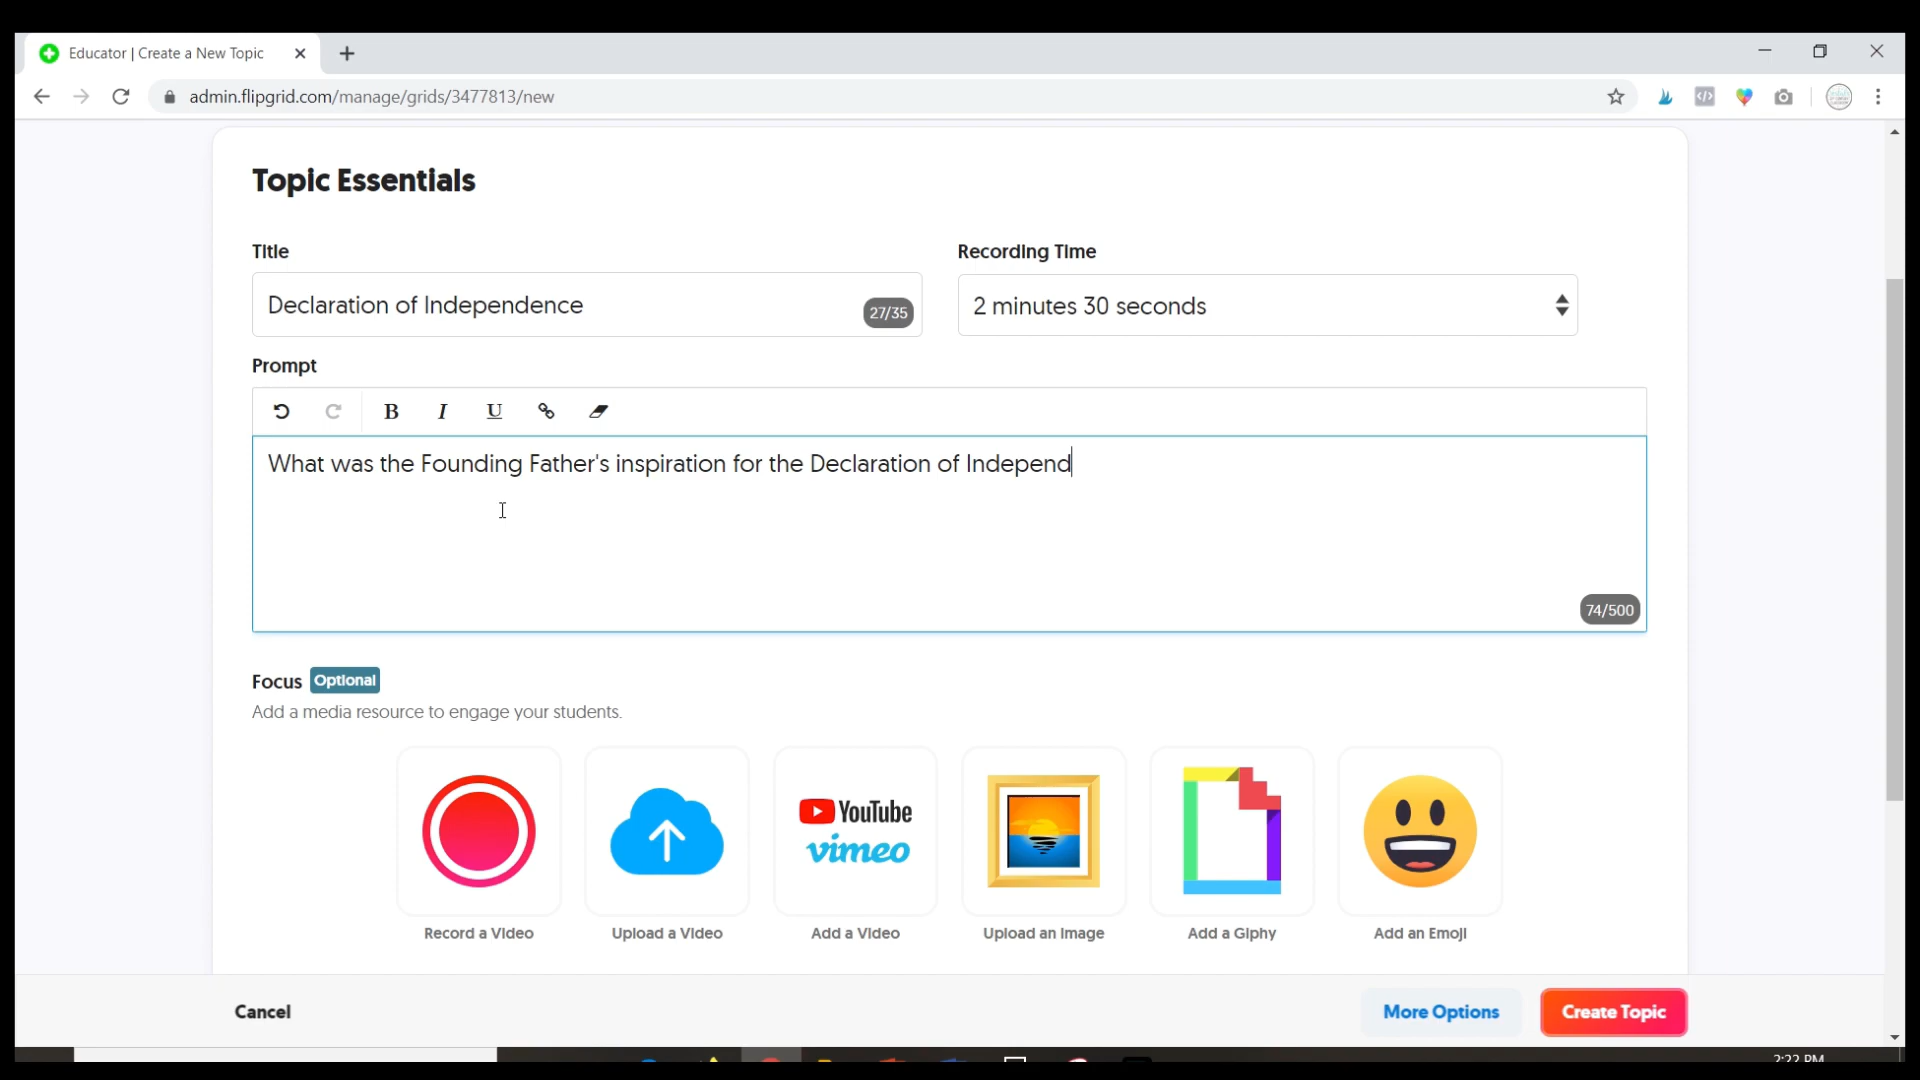 Educator | Create a New Topic
admin.flipgrid.com/manage/grids/3477813/new
Topic Essentials
Title
Recording Time
Declaration of Independence
27/35
2 minutes 30 seconds
Prompt
B I U
What was the Founding Father's inspiration for the Declaration of Independ
74/500
Focus Optional
Add a media resource to engage your students.
YouTube
vimeo
Record a Video
Upload a Video
Add a Video
Upload an Image
Add a Giphy
Add an Emoji
Cancel
More Options
Create Topic
2:22 PM